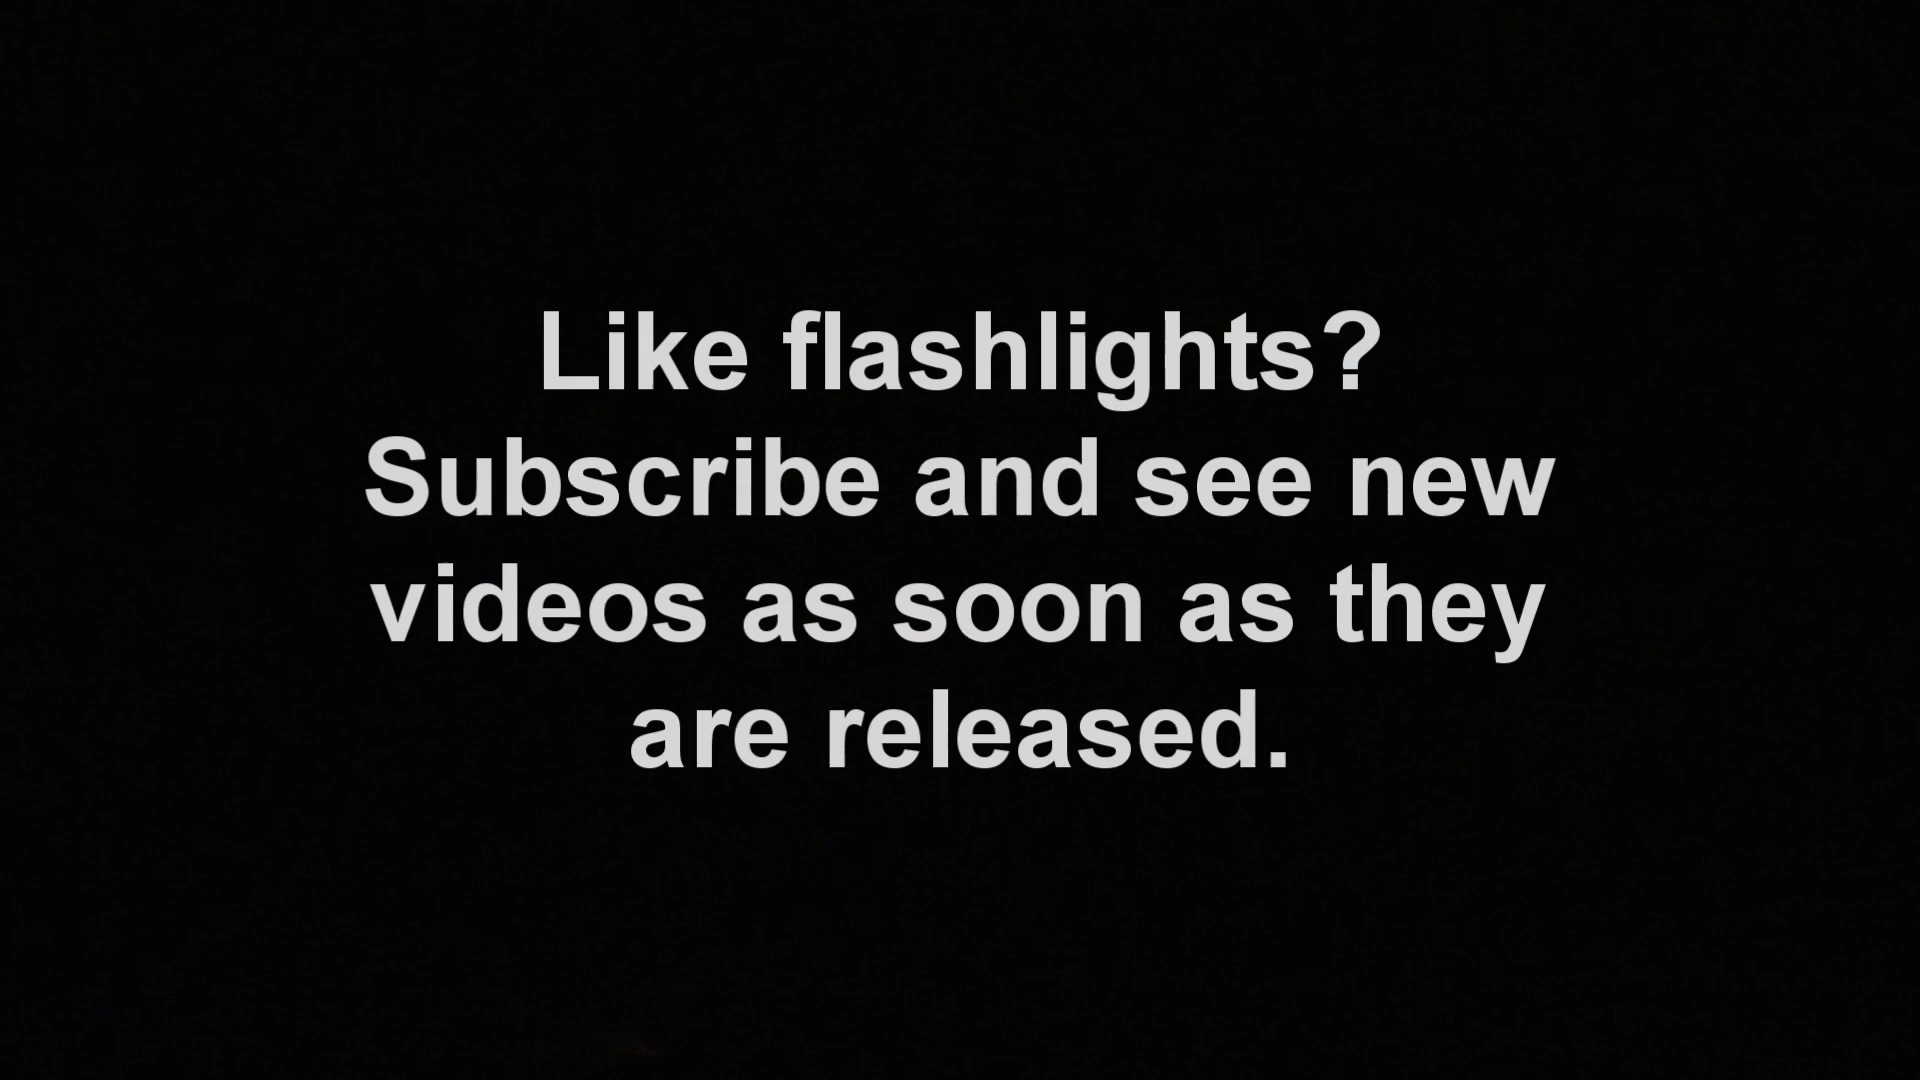 Like flashlights?
Subscribe and see new
videos as soon as they
are released.